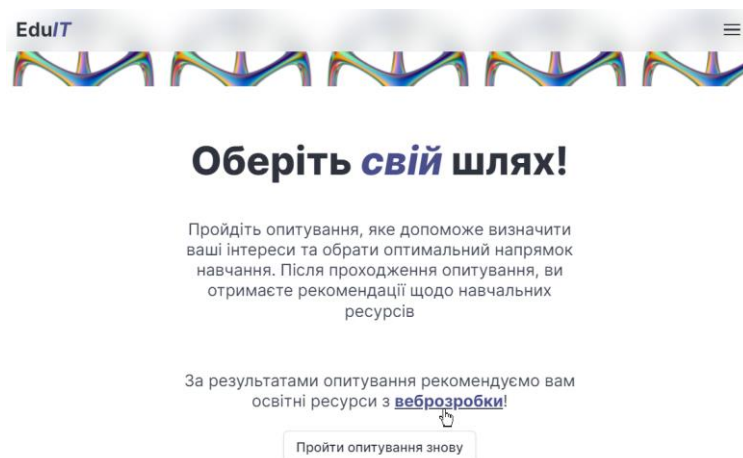 EduIT
Оберіть свій шлях!
Пройдіть опитування, яке допоможе визначити
ваші інтереси та обрати оптимальний напрямок
навчання. Після проходження опитування, ви
отримаєте рекомендації щодо навчальних
ресурсів
За результатами опитування рекомендуємо вам
освітні ресурси з веброзробки!
Пройти опитування знову